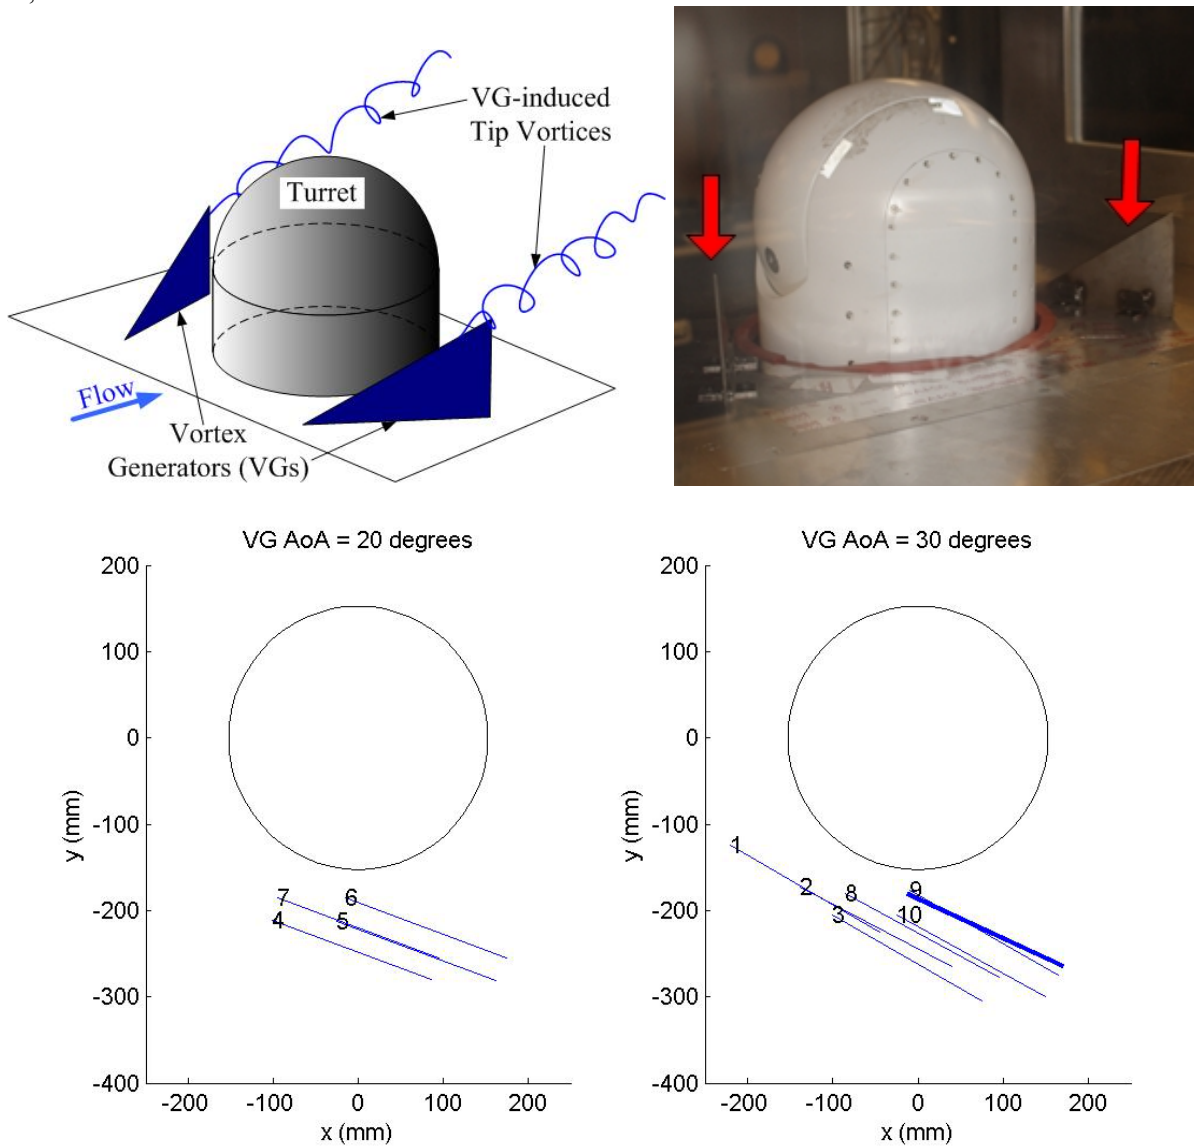 VG-induced
Tip Vortices
Turret
Flow
Vortex
Generators (VGs)
VG AoA = 20 degrees
200
100
0
-100
-200
-300
-400
y (mm)
7
6
4
5
-200
-100
0
100
200
x (mm)
VG AoA = 30 degrees
200
100
0
-100
-200
-300
-400
y (mm)
1
2
8
9
3
10
-200
-100
0
100
200
x (mm)